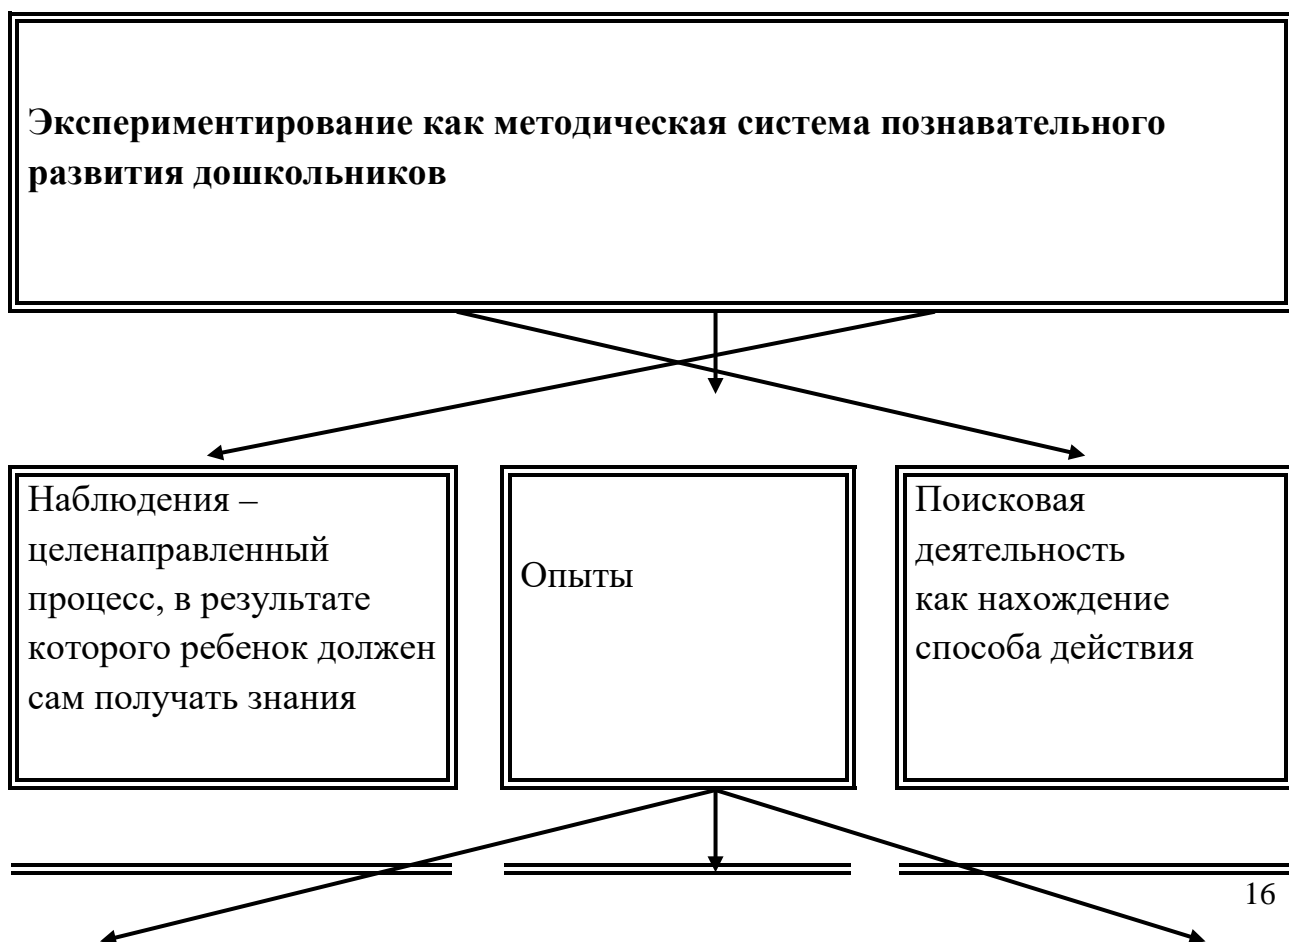 Экспериментирование как методическая система познавательного
развития дошкольников
Наблюдения –
целенаправленный
процесс, в результате
которого ребенок должен
сам получать знания
Опыты
Поисковая
деятельность
как нахождение
способа действия
16